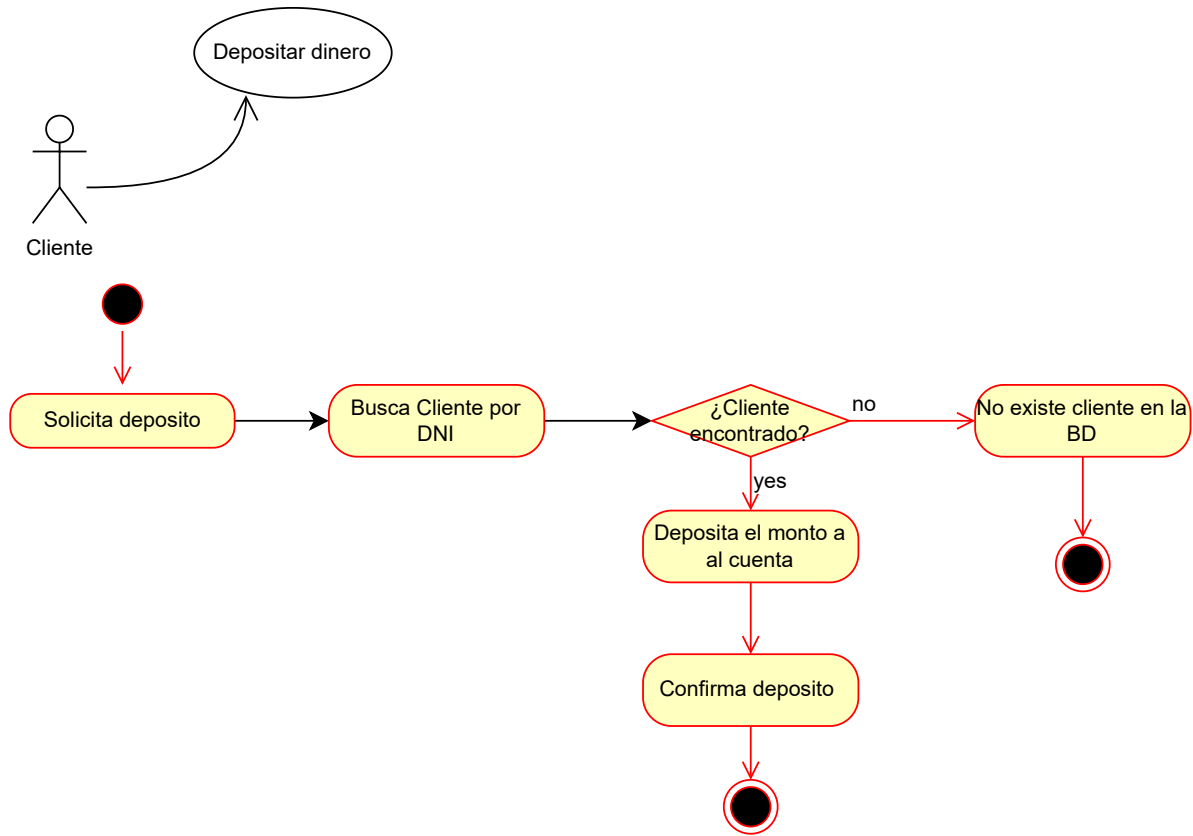 Depositar dinero
Cliente
Solicita deposito
Busca Cliente por
DNI
¿Cliente
encontrado?
no
No existe cliente en la
BD
yes
Deposita el monto a
al cuenta
Confirma deposito